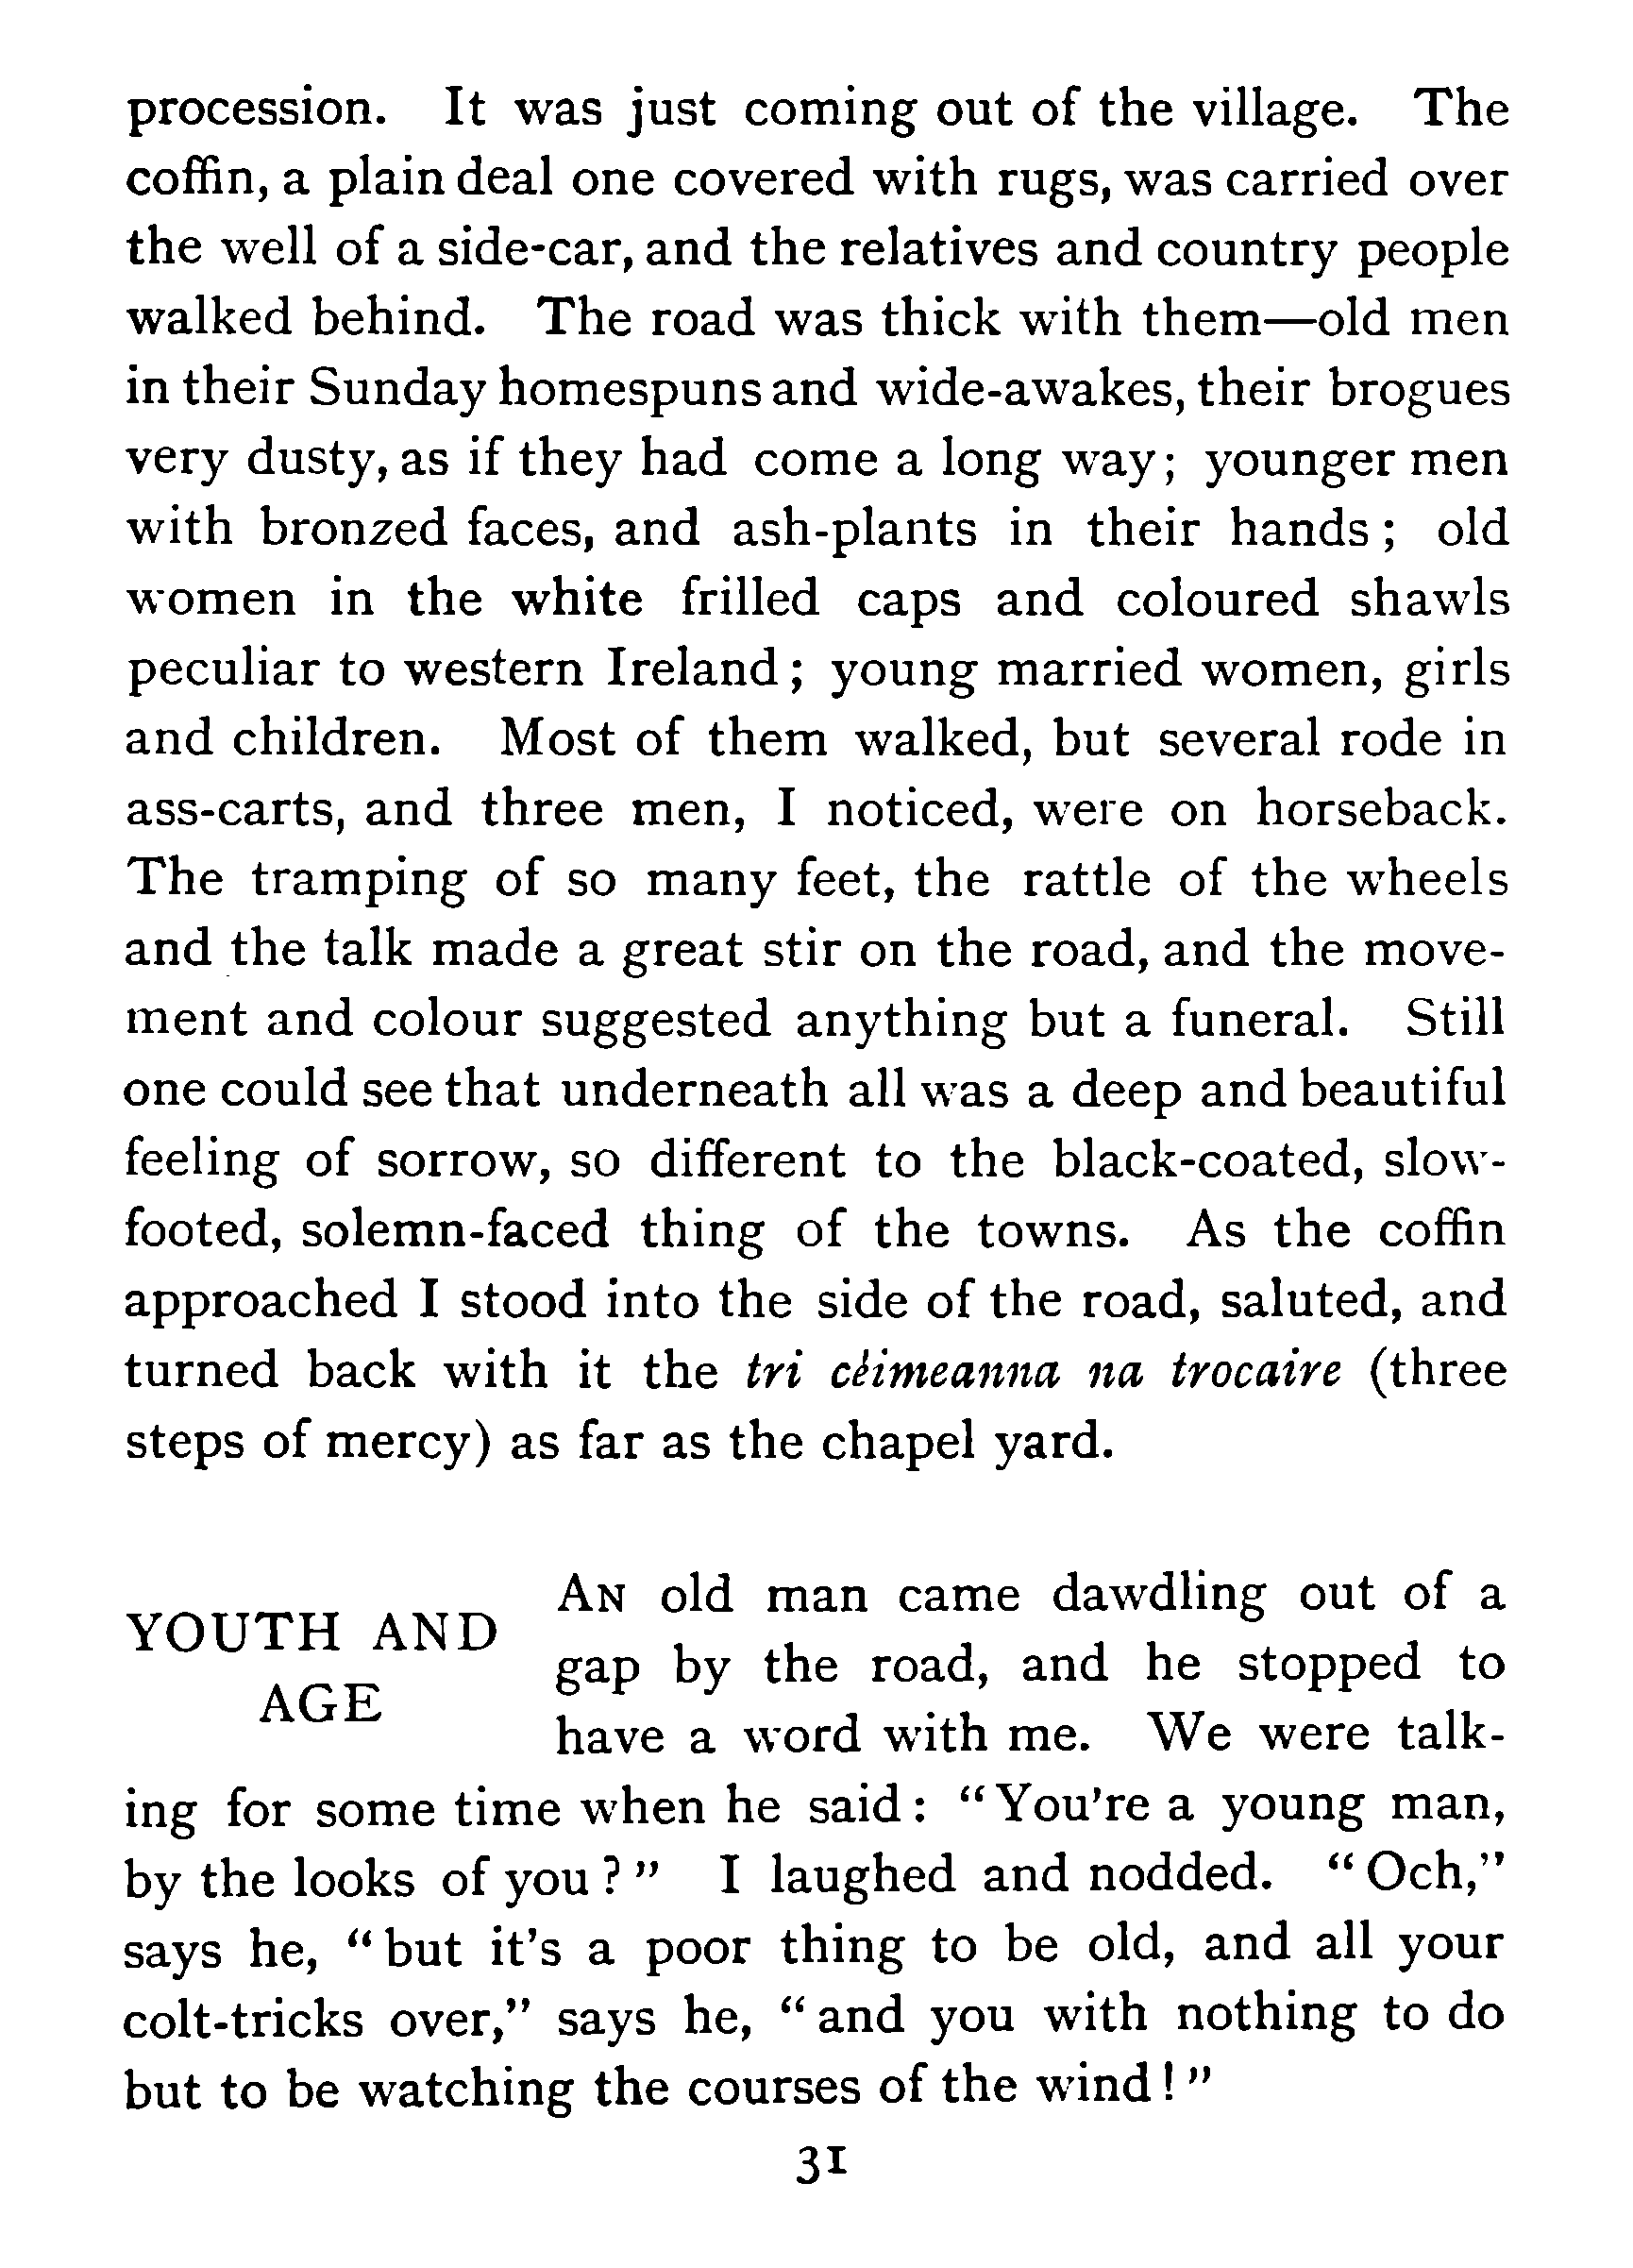 procession. It was just coming out of the village. The
coffin, a plain deal one covered with rugs, was carried over
the well of a side-car, and the relatives and country people
walked behind. The road was thick with them—old men
in their Sunday homespuns and wide-awakes, their brogues
very dusty, as if they had come a long way; younger men
with bronzed faces, and ash-plants in their hands; old
women in the white frilled caps and coloured shawls
peculiar to western Ireland; young married women, girls
and children. Most of them walked, but several rode in
ass-carts, and three men, I noticed, were on horseback.
The tramping of so many feet, the rattle of the wheels
and the talk made a great stir on the road, and the move-
ment and colour suggested anything but a funeral. Still
one could see that underneath all was a deep and beautiful
feeling of sorrow, so different to the black-coated, slow-
footed, solemn-faced thing of the towns. As the coffin
approached I stood into the side of the road, saluted, and
turned back with it the tri cèimeanna na trocaire (three
steps of mercy) as far as the chapel yard.
YOUTH AND
AGE
AN old man came dawdling out of a
gap by the road, and he stopped to
have a word with me. We were talk-
ing for some time when he said: "You're a young man,
by the looks of you?" I laughed and nodded. "Och,"
says he, "but it's a poor thing to be old, and all your
colt-tricks over," says he, "and you with nothing to do
but to be watching the courses of the wind!"
31